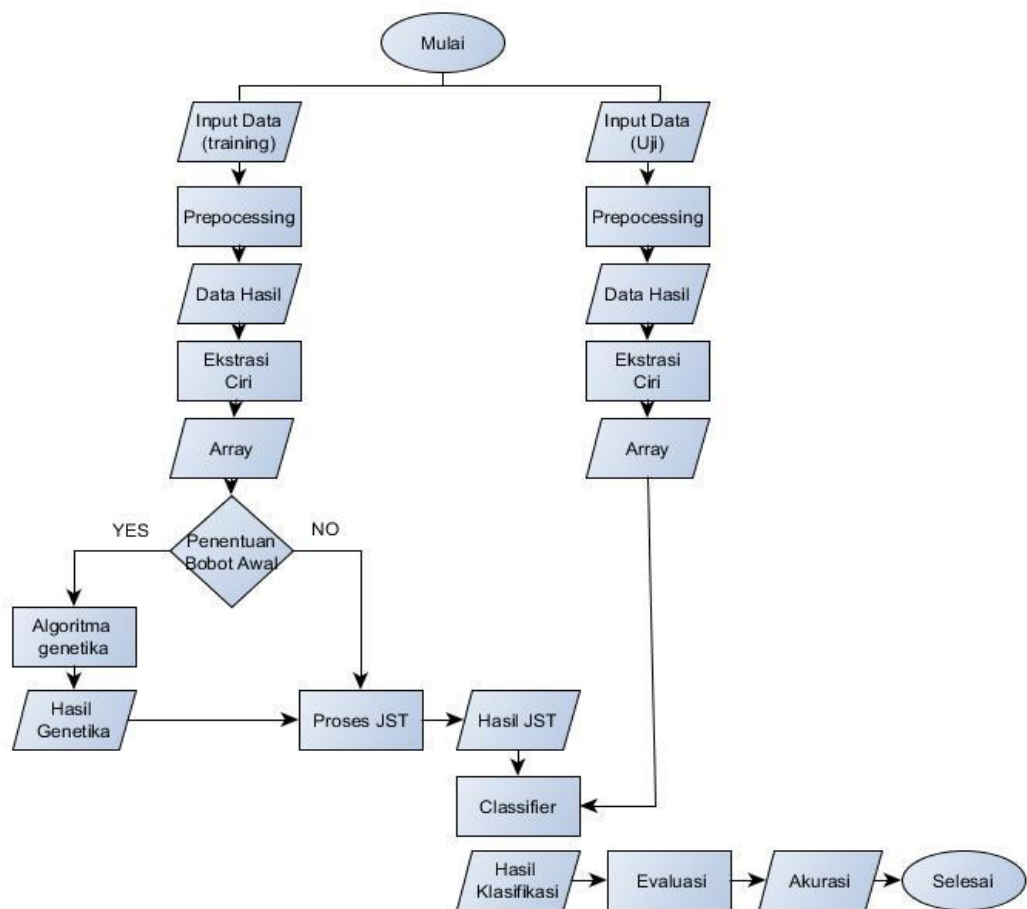 Mulai
Input Data
(training)
Input Data
(Uji)
Prepocessing
Prepocessing
Data Hasil
Data Hasil
Ekstrasi
Ciri
Ekstrasi
Ciri
Array
Array
YES
Penentuan
Bobot Awal
NO
Algoritma
genetika
Hasil
Genetika
Proses JST
Hasil JST
Classifier
Hasil
Klasifikasi
Evaluasi
Akurasi
Selesai